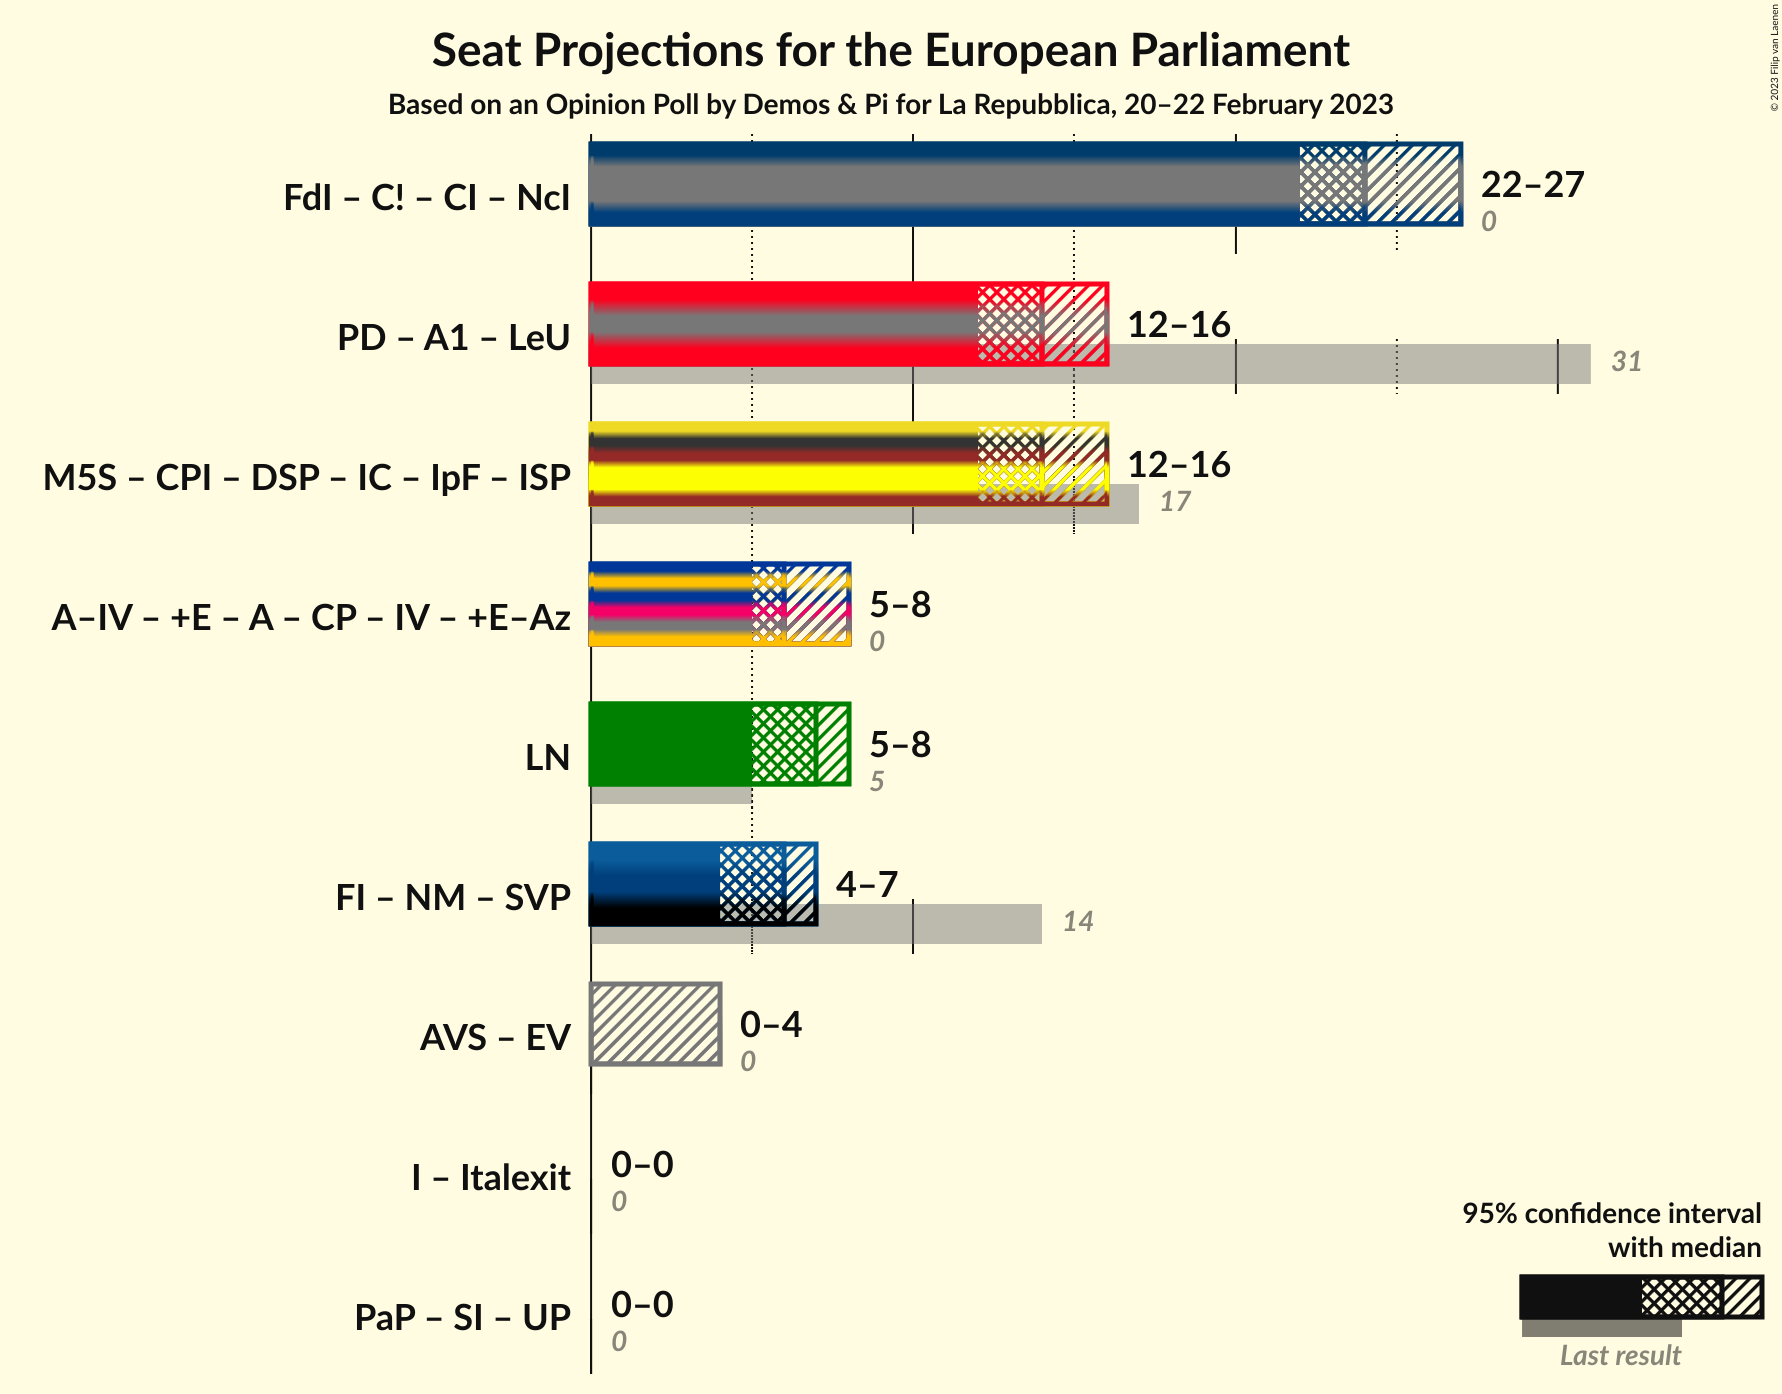 Seat Projections for the European Parliament
Based on an Opinion Poll by Demos & Pi for La Repubblica, 20–22 February 2023
© 2023 Filip van Laenen
FdI – C! – CI – NcI
22–27
0
PD – A1 – LeU
12–16
31
M5S – CPI – DSP – IC – IpF – ISP
12–16
17
A–IV – +E – A – CP – IV – +E–Az
5–8
0
LN
5–8
5
FI – NM – SVP
4–7
14
AVS – EV
0–4
0
I – Italexit
0–0
0
PaP – SI – UP
0–0
0
95% confidence interval
with median
Last result